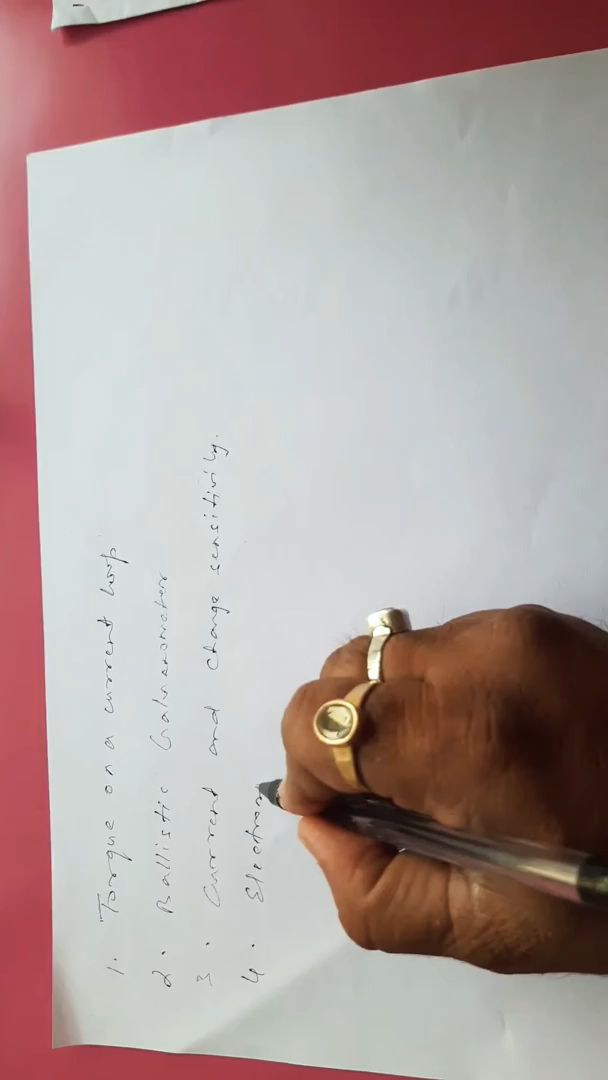 1. Torque on a current loop
2. Ballistic Galvanometer
3. Current and charge sensitivity.
4. Electro